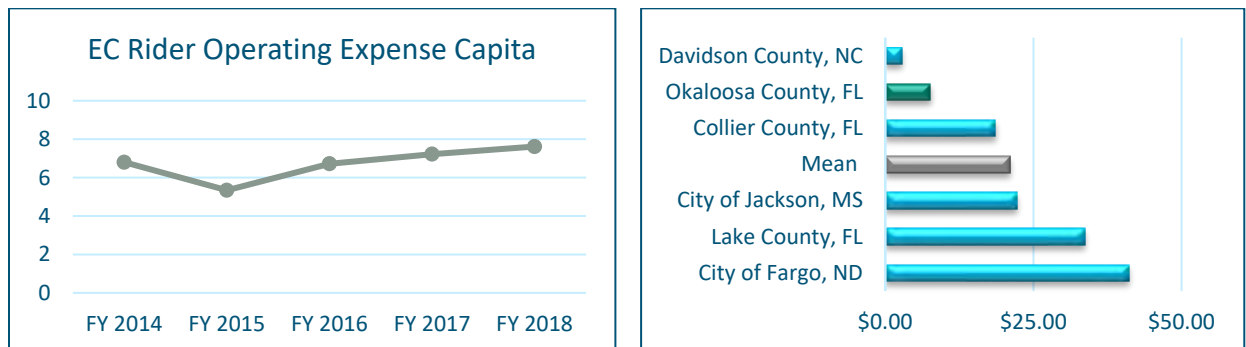 EC Rider Operating Expense Capita
10
8
6
4
2
0
FY 2014 FY 2015 FY 2016 FY 2017 FY 2018
Davidson County, NC
Okaloosa County, FL
Collier County, FL
Mean
City of Jackson, MS
Lake County, FL
City of Fargo, ND
$0.00 $25.00 $50.00